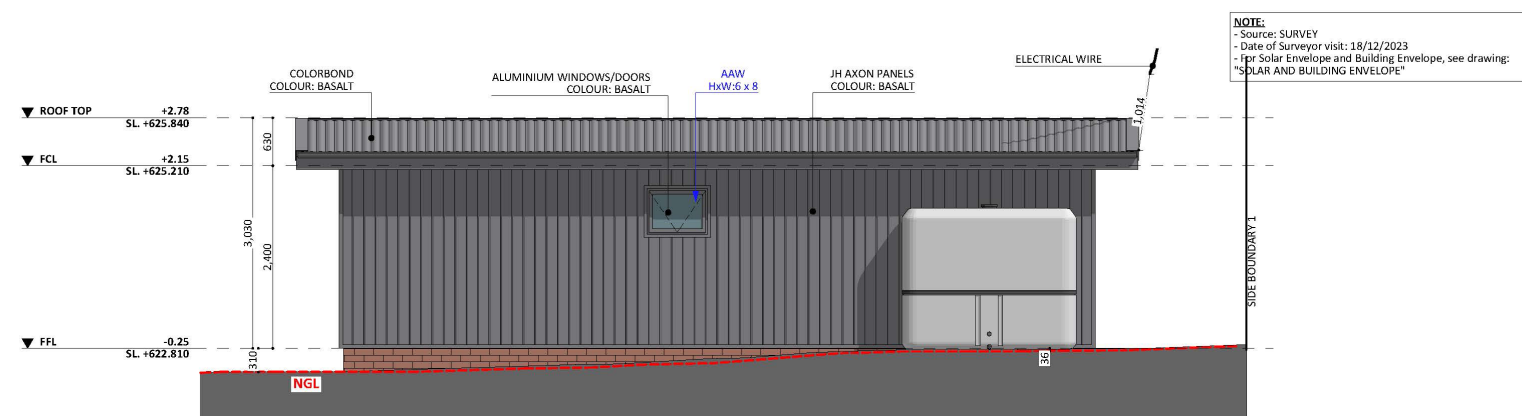 NOTE:
- Source: SURVEY
- Date of Surveyor visit: 18/12/2023
- For Solar Envelope and Building Envelope, see drawing:
"SOLAR AND BUILDING ENVELOPE"
ELECTRICAL WIRE
COLORBOND
COLOUR: BASALT
ALUMINIUM WINDOWS/DOORS
COLOUR: BASALT
AAW
HxW:6 x 8
JH AXON PANELS
COLOUR: BASALT
ROOF TOP +2.78
SL. +625.840
630
1,014
FCL +2.15
SL. +625.210
3,030
2,400
SIDE BOUNDARY 1
FFL -0.25
SL. +622.810
310
36
NGL